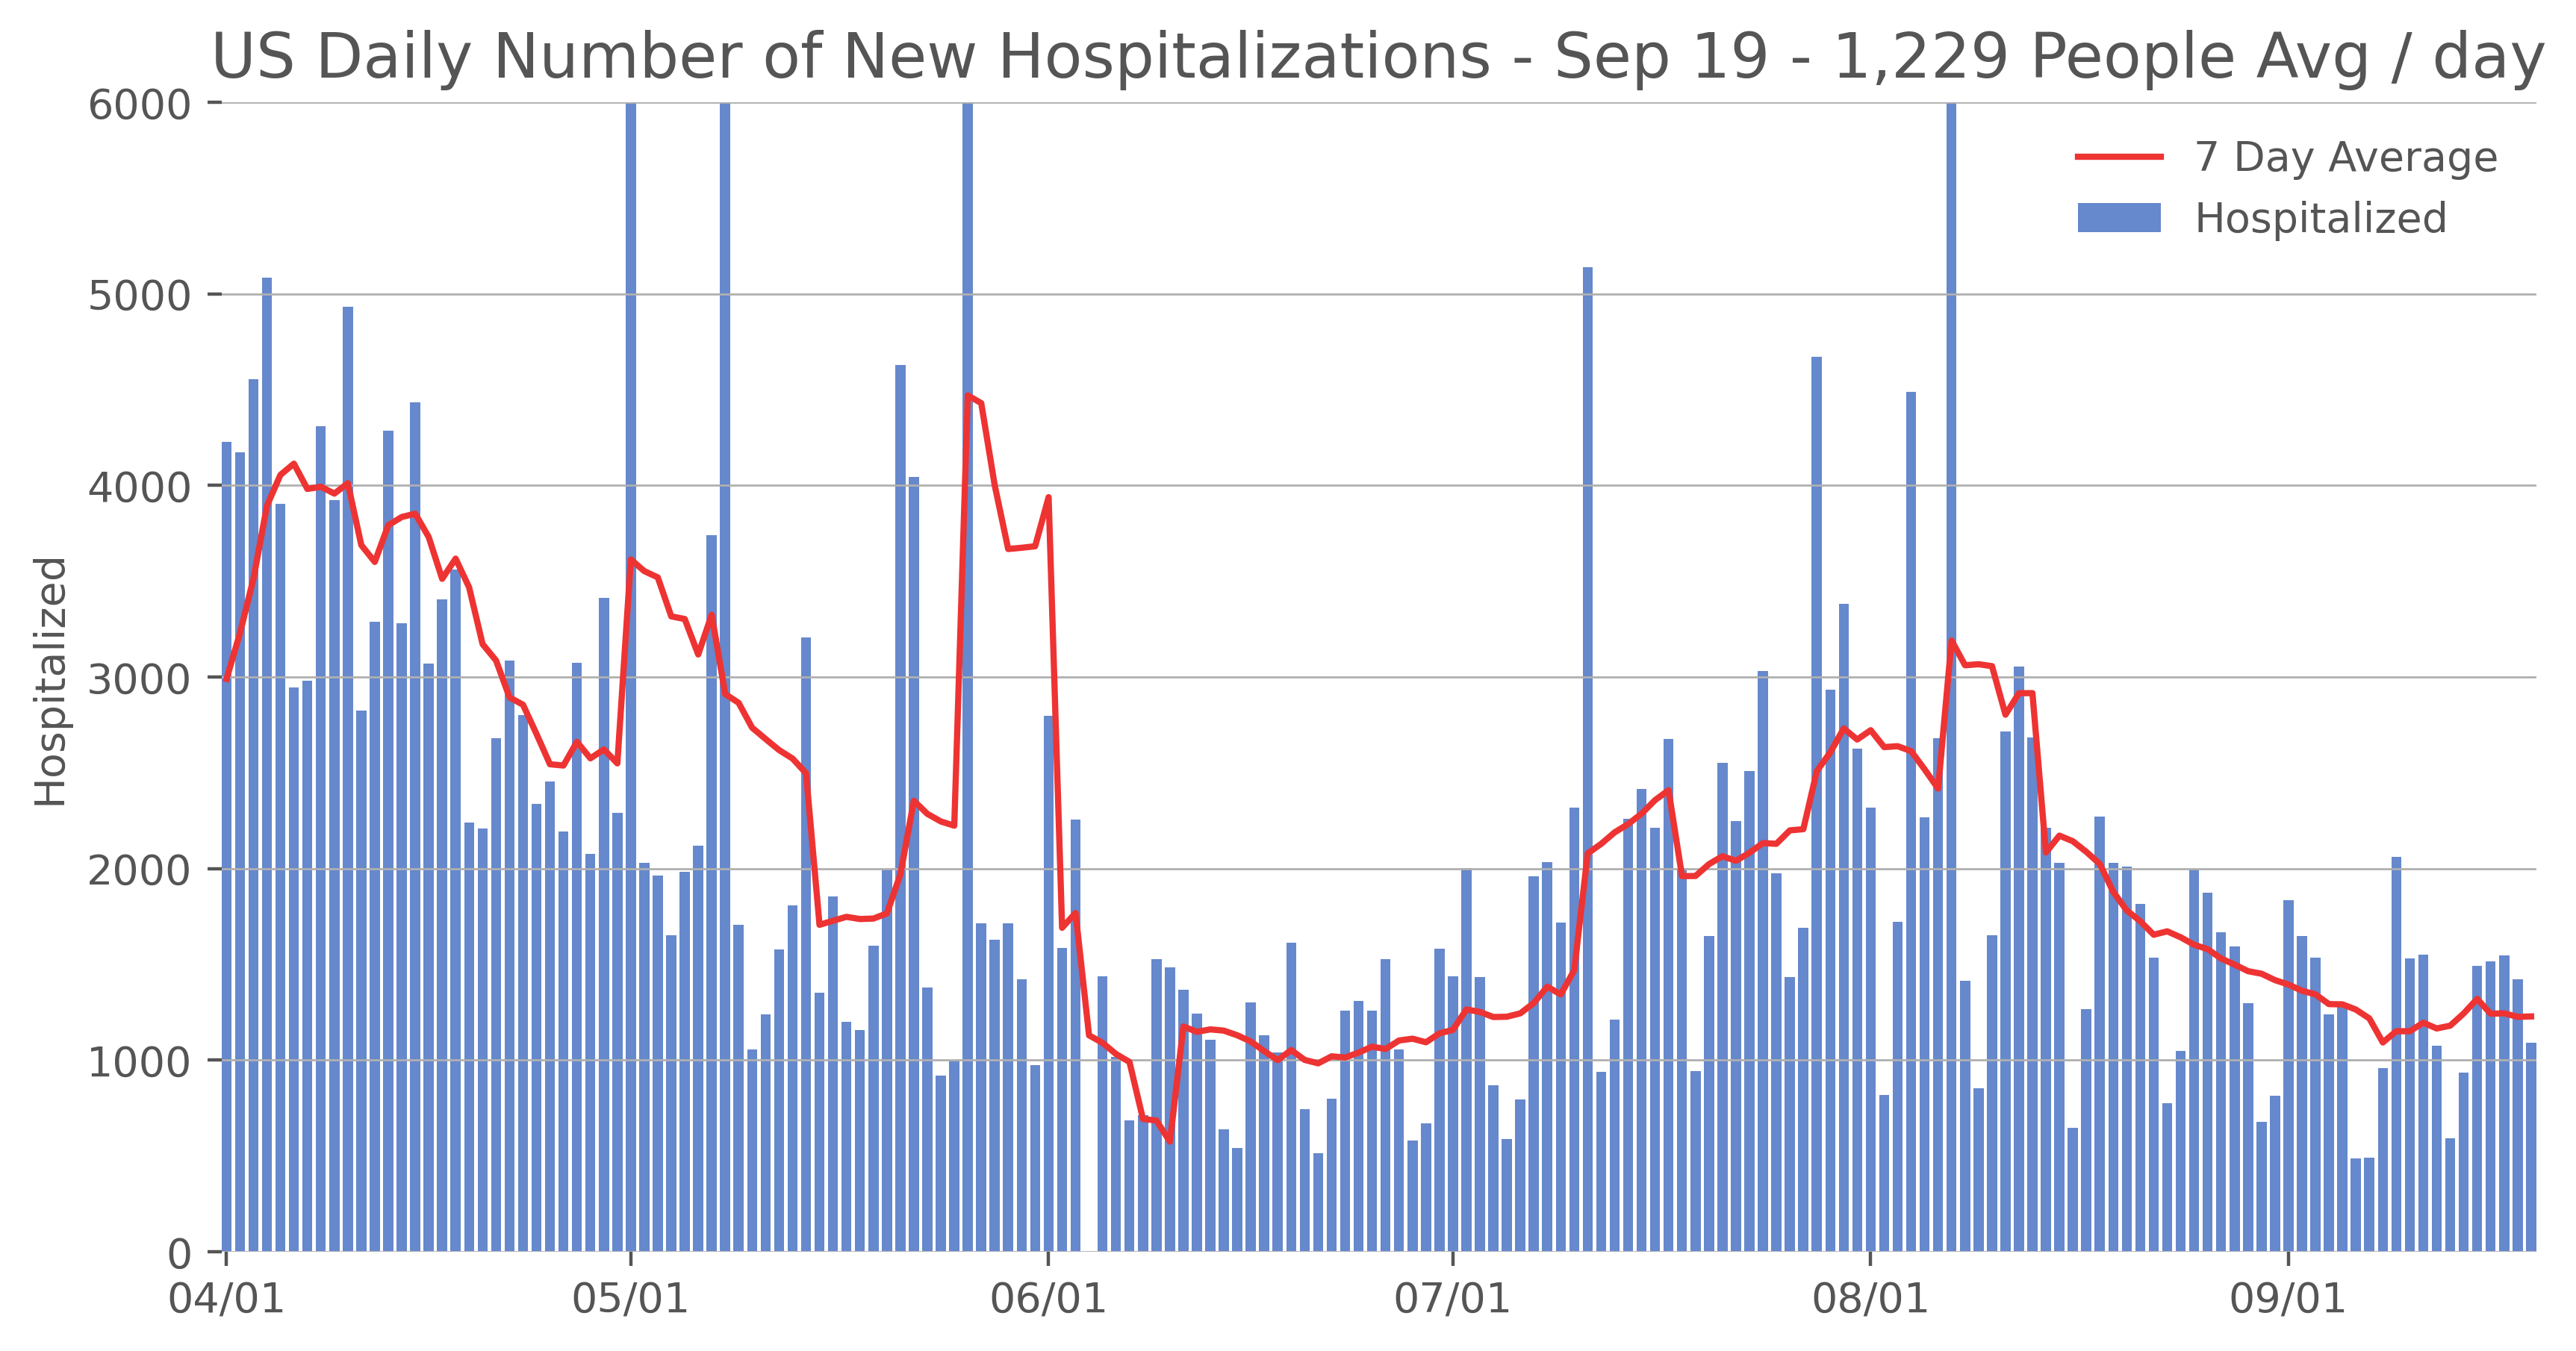 US Daily Number of New Hospitalizations - Sep 19 - 1,229 People Avg / day
6000
5000
4000
3000
2000
1000
0
Hospitalized
7 Day Average
Hospitalized
04/01 05/01 06/01 07/01 08/01 09/01